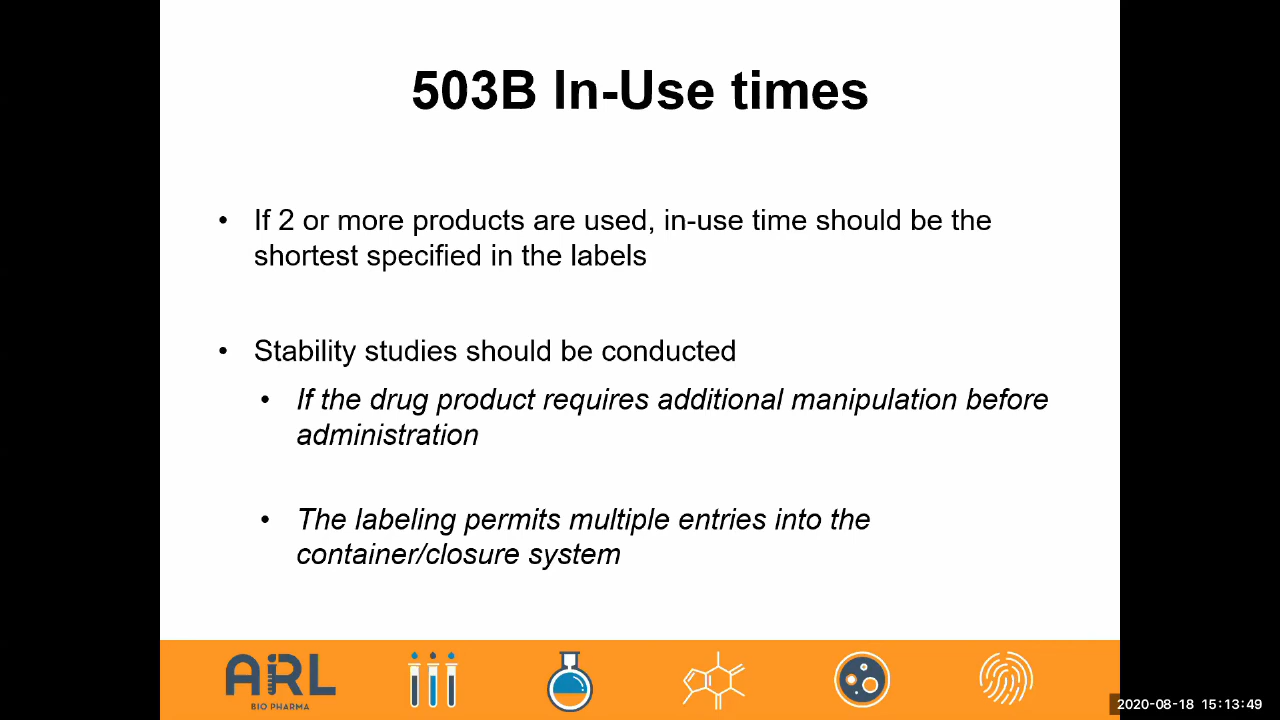 503B In-Use times
• If 2 or more products are used, in-use time should be the
shortest specified in the labels
• Stability studies should be conducted
• If the drug product requires additional manipulation before
administration
• The labeling permits multiple entries into the
container/closure system
ARL
BIO PHARMA
2020-08-18 15:13:49